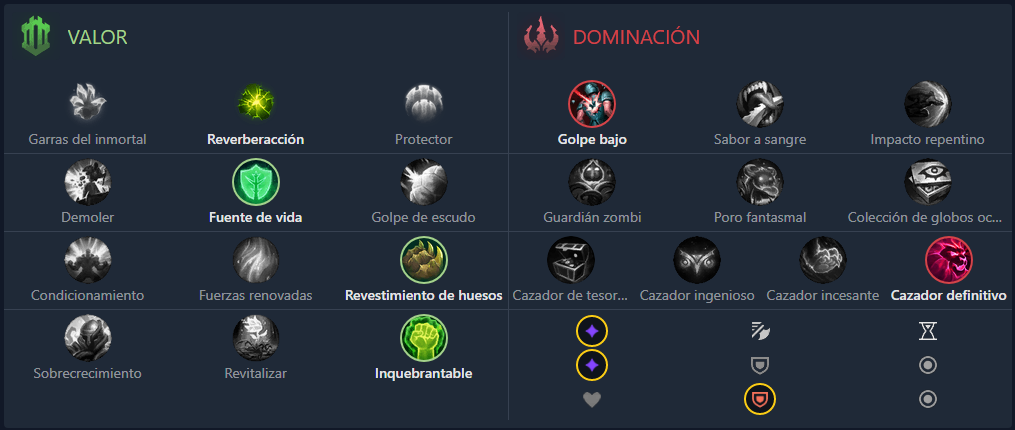 VALOR
DOMINACIÓN
Garras del inmortal
Reverberacción
Protector
Golpe bajo
Sabor a sangre
Impacto repentino
Demoler
Fuente de vida
Golpe de escudo
Guardián zombi
Poro fantasmal
Colección de globos oc...
Condicionamiento
Fuerzas renovadas
Revestimiento de huesos
Cazador de tesor...
Cazador ingenioso
Cazador incesante
Cazador definitivo
Sobrecrecimiento
Revitalizar
Inquebrantable